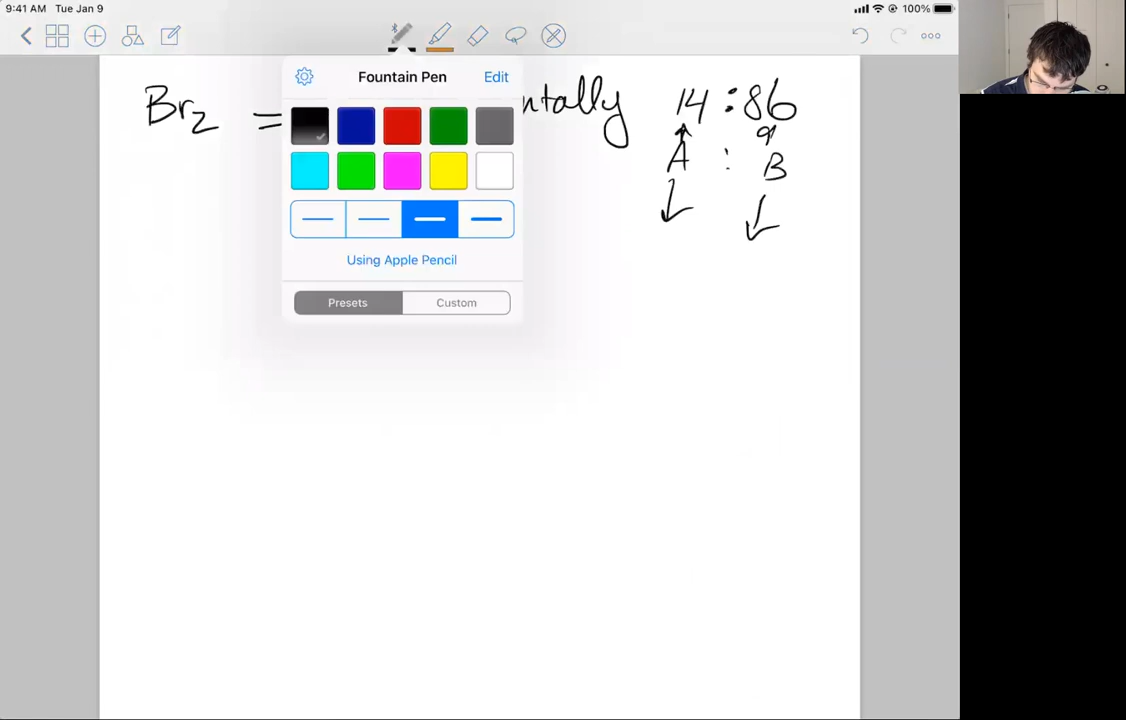 9:41 AM Tue Jan 9
100%
Fountain Pen
Edit
Br2 = ntally 14:86
A : B
Using Apple Pencil
Presets
Custom